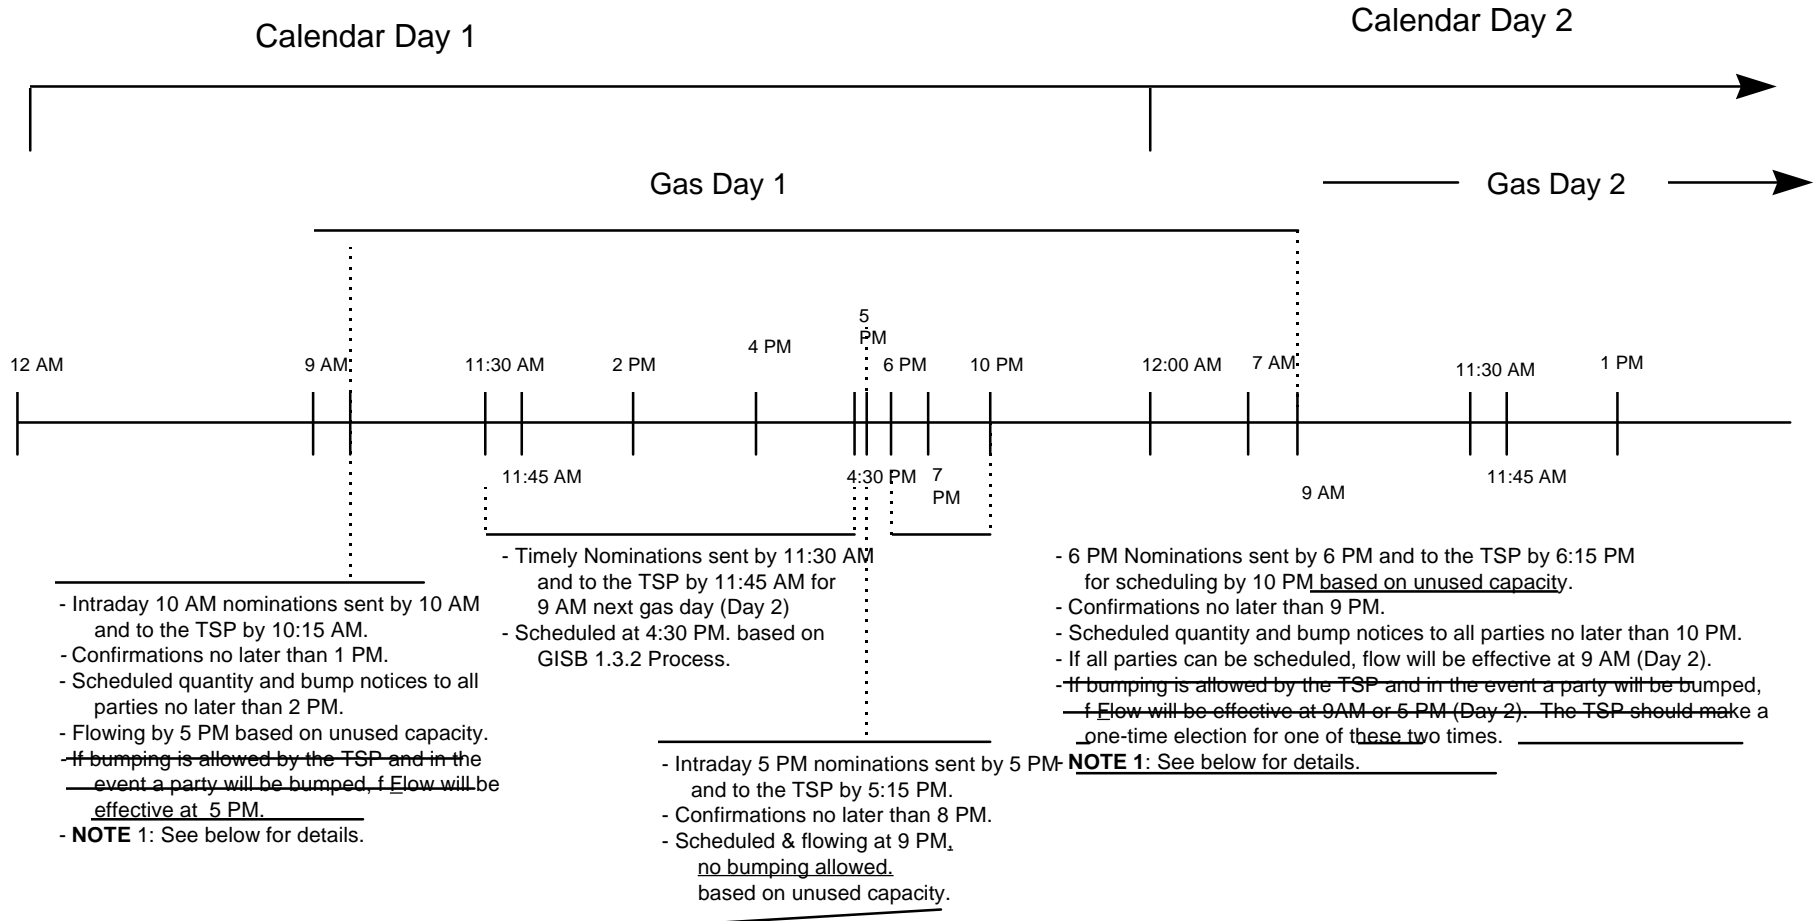 Calendar Day 1
Calendar Day 2
Gas Day 1
Gas Day 2
5
PM
4 PM
12 AM
9 AM
11:30 AM
2 PM
6 PM
10 PM
12:00 AM
7 AM
11:30 AM
1 PM
11:45 AM
4:30 PM
7
PM
9 AM
11:45 AM
- Intraday 10 AM nominations sent by 10 AM
and to the TSP by 10:15 AM.
- Confirmations no later than 1 PM.
- Scheduled quantity and bump notices to all
parties no later than 2 PM.
- Flowing by 5 PM based on unused capacity.
- If bumping is allowed by the TSP and in the
event a party will be bumped, f Flow will be
effective at 5 PM.
- NOTE 1: See below for details.
- Timely Nominations sent by 11:30 AM
and to the TSP by 11:45 AM for
9 AM next gas day (Day 2)
- Scheduled at 4:30 PM. based on
GISB 1.3.2 Process.
- Intraday 5 PM nominations sent by 5 PM
and to the TSP by 5:15 PM.
- Confirmations no later than 8 PM.
- Scheduled & flowing at 9 PM.
no bumping allowed.
based on unused capacity.
- 6 PM Nominations sent by 6 PM and to the TSP by 6:15 PM
for scheduling by 10 PM based on unused capacity.
- Confirmations no later than 9 PM.
- Scheduled quantity and bump notices to all parties no later than 10 PM.
- If all parties can be scheduled, flow will be effective at 9 AM (Day 2).
- If bumping is allowed by the TSP and in the event a party will be bumped,
f Flow will be effective at 9AM or 5 PM (Day 2). The TSP should make a
one-time election for one of these two times.
- NOTE 1: See below for details.